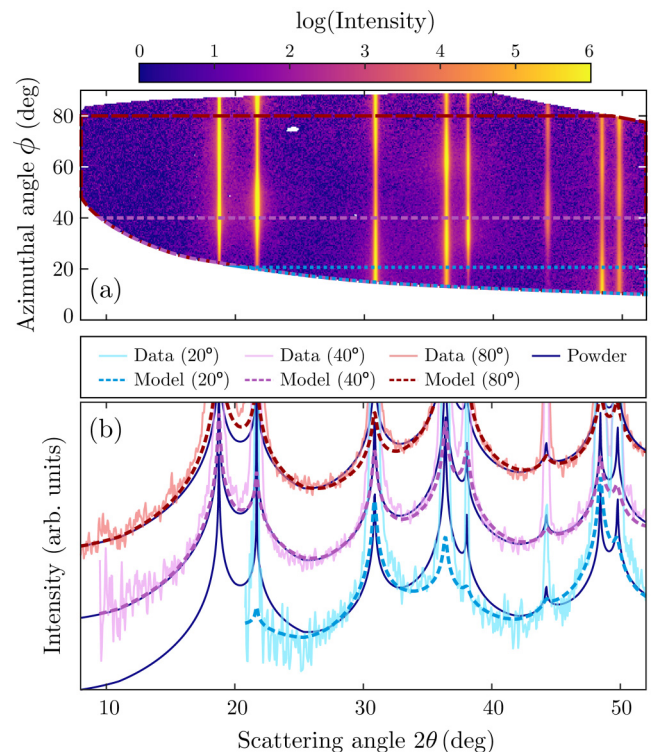 log(Intensity)
0 1 2 3 4 5 6
Azimuthal angle ϕ (deg)
80
60
40
20
0
(a)
Data (20°) Data (40°) Data (80°) Powder
Model (20°) Model (40°) Model (80°)
(b)
Intensity (arb. units)
10 20 30 40 50
Scattering angle 2θ (deg)